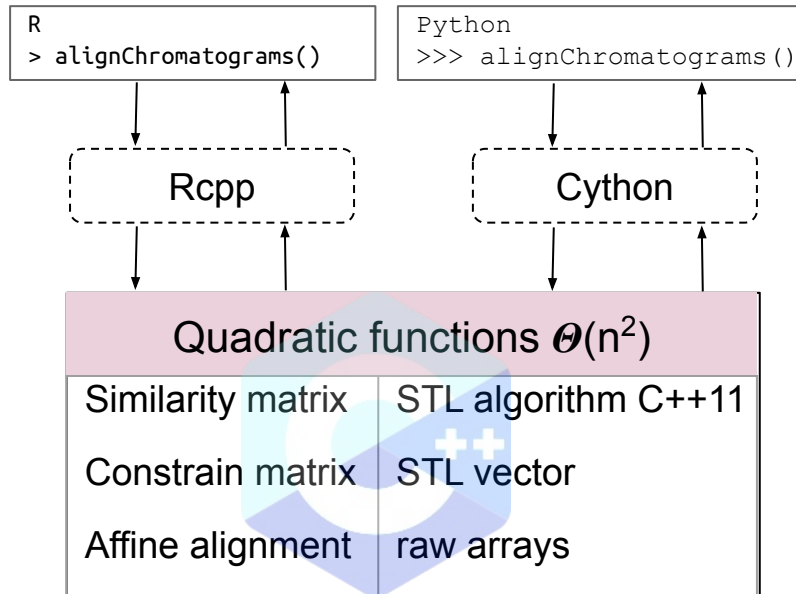 R
> alignChromatograms()
Python
>>> alignChromatograms()
Rcpp
Cython
Quadratic functions 𝜣(n²)
Similarity matrix
STL algorithm C++11
Constrain matrix
STL vector
Affine alignment
raw arrays
C++